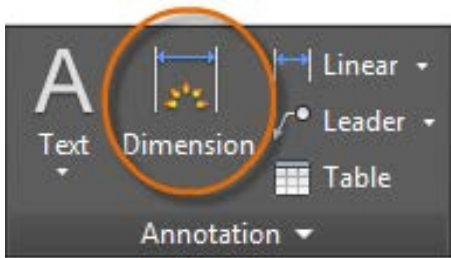 A
Text
Dimension
Linear
Leader
Table
Annotation